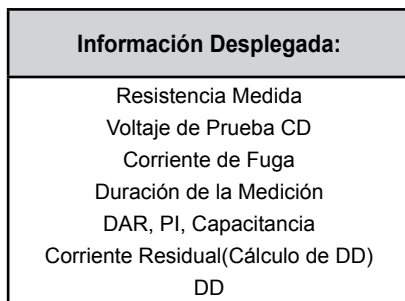 Información Desplegada:
Resistencia Medida
Voltaje de Prueba CD
Corriente de Fuga
Duración de la Medición
DAR, PI, Capacitancia
Corriente Residual(Cálculo de DD)
DD